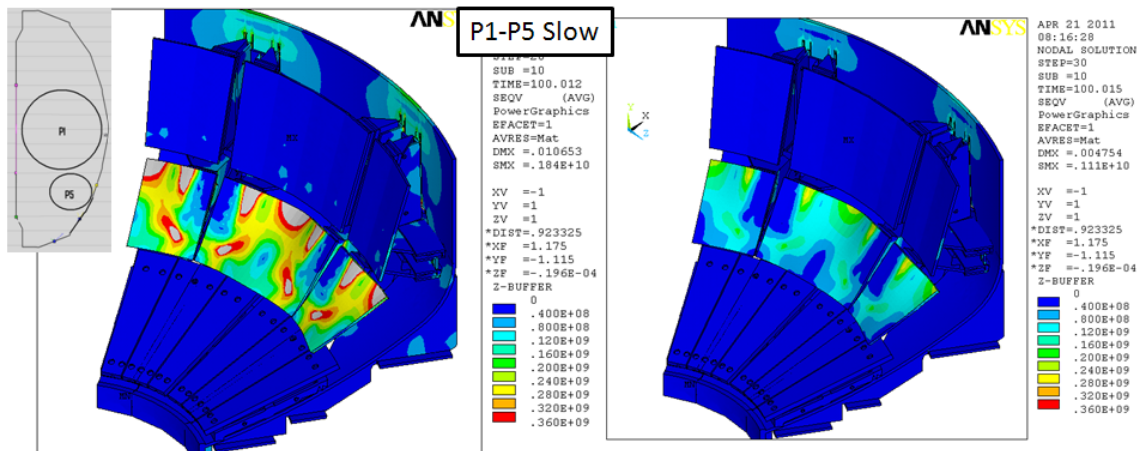 P1-P5 Slow
P1
P5
ANSYS
SUB =10
TIME=100.012
SEQV (AVG)
PowerGraphics
EFACET=1
AVRES=Mat
DMX =.010653
SMX =.184E+10
XV =-1
YV =1
ZV =1
*DIST=.923325
*XF =1.175
*YF =-1.115
*ZF =-.196E-04
Z-BUFFER
0
.400E+08
.800E+08
.120E+09
.160E+09
.200E+09
.240E+09
.280E+09
.320E+09
.360E+09
MX
Y
X
Z
MX
ANSYS
APR 21 2011
08:16:28
NODAL SOLUTION
STEP=30
SUB =10
TIME=100.015
SEQV (AVG)
PowerGraphics
EFACET=1
AVRES=Mat
DMX =.004754
SMX =.111E+10
XV =-1
YV =1
ZV =1
*DIST=.923325
*XF =1.175
*YF =-1.115
*ZF =-.196E-04
Z-BUFFER
0
.400E+08
.800E+08
.120E+09
.160E+09
.200E+09
.240E+09
.280E+09
.320E+09
.360E+09